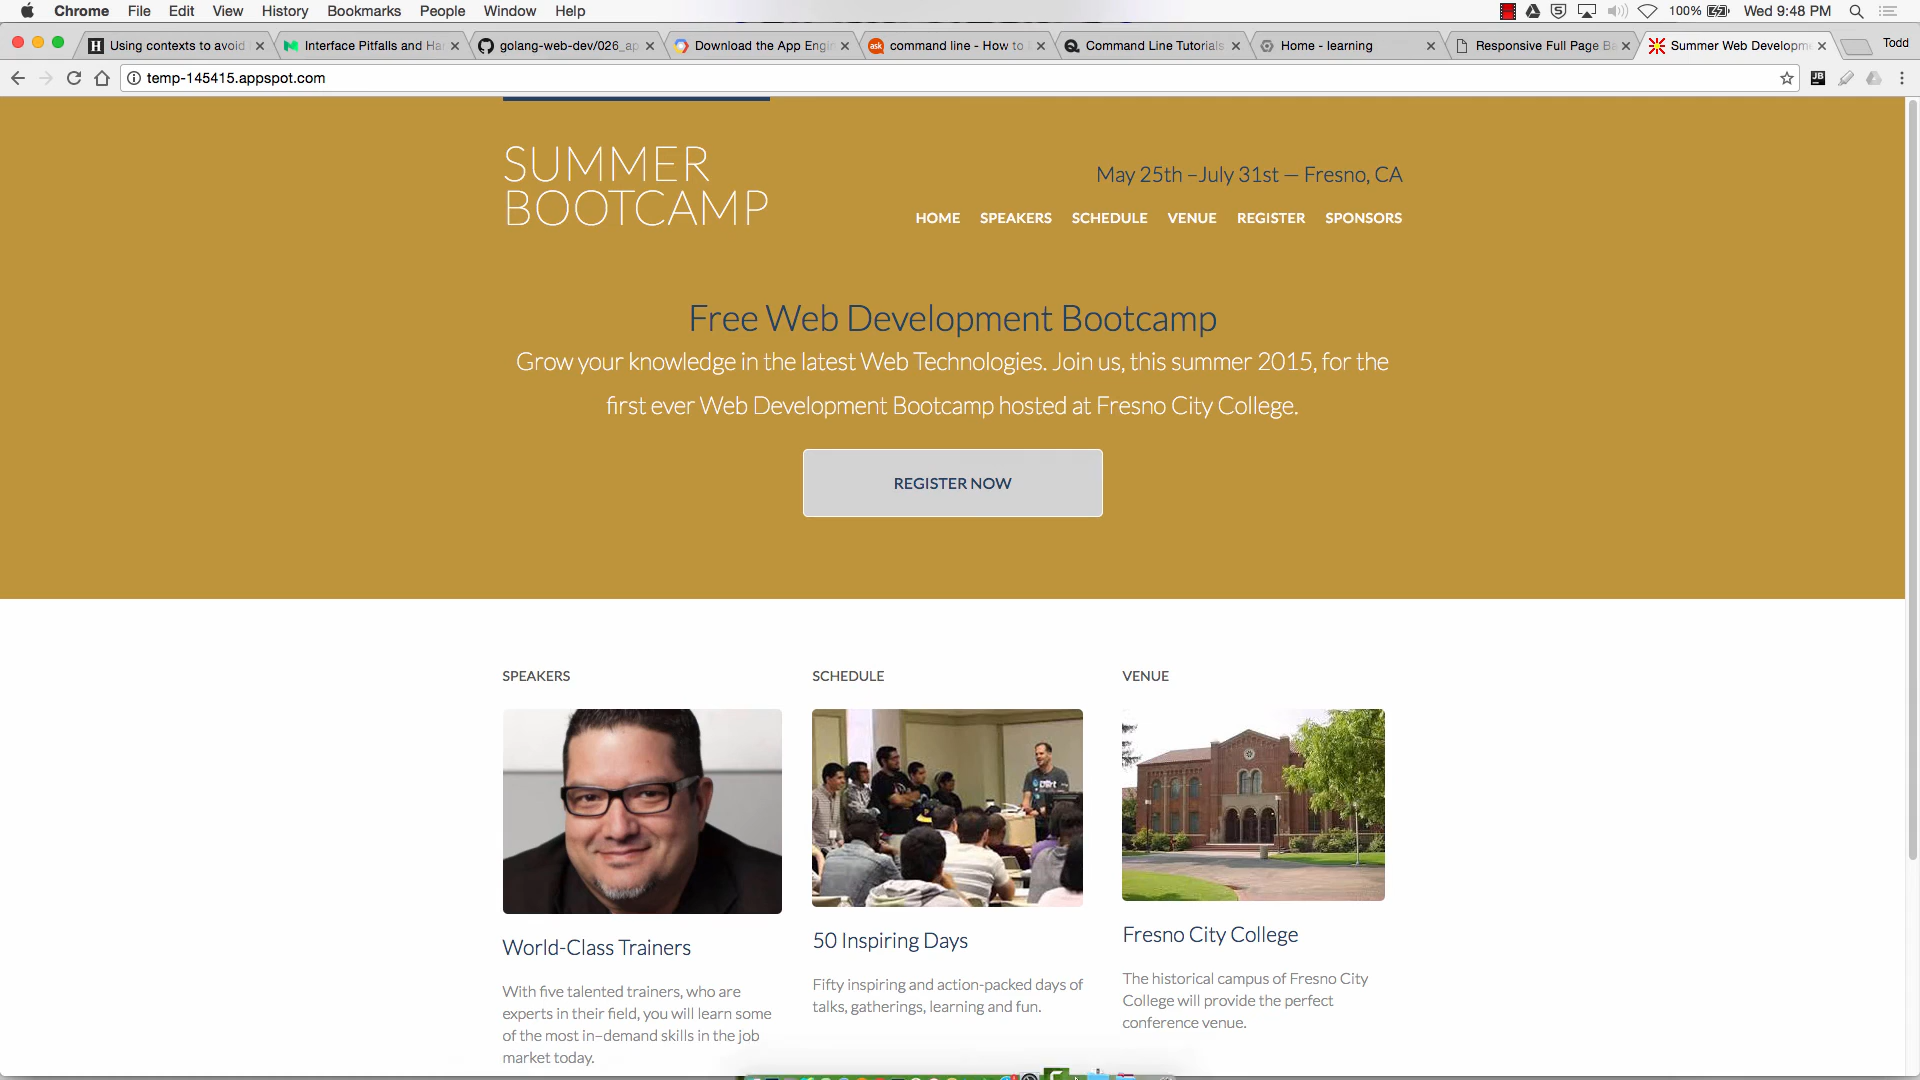 Chrome File Edit View History Bookmarks People Window Help 100% Wed 9:48 PM
Using contexts to avoid Interface Pitfalls and Ha golang-web-dev/026_ap Download the App Engi command line - How to Command Line Tutorials Home - learning Responsive Full Page Ba Summer Web Developm Todd
temp-145415.appspot.com
SUMMER
BOOTCAMP
May 25th –July 31st — Fresno, CA
HOME SPEAKERS SCHEDULE VENUE REGISTER SPONSORS
Free Web Development Bootcamp
Grow your knowledge in the latest Web Technologies. Join us, this summer 2015, for the
first ever Web Development Bootcamp hosted at Fresno City College.
REGISTER NOW
SPEAKERS
World-Class Trainers
With five talented trainers, who are
experts in their field, you will learn some
of the most in–demand skills in the job
market today.
SCHEDULE
50 Inspiring Days
Fifty inspiring and action-packed days of
talks, gatherings, learning and fun.
VENUE
Fresno City College
The historical campus of Fresno City
College will provide the perfect
conference venue.